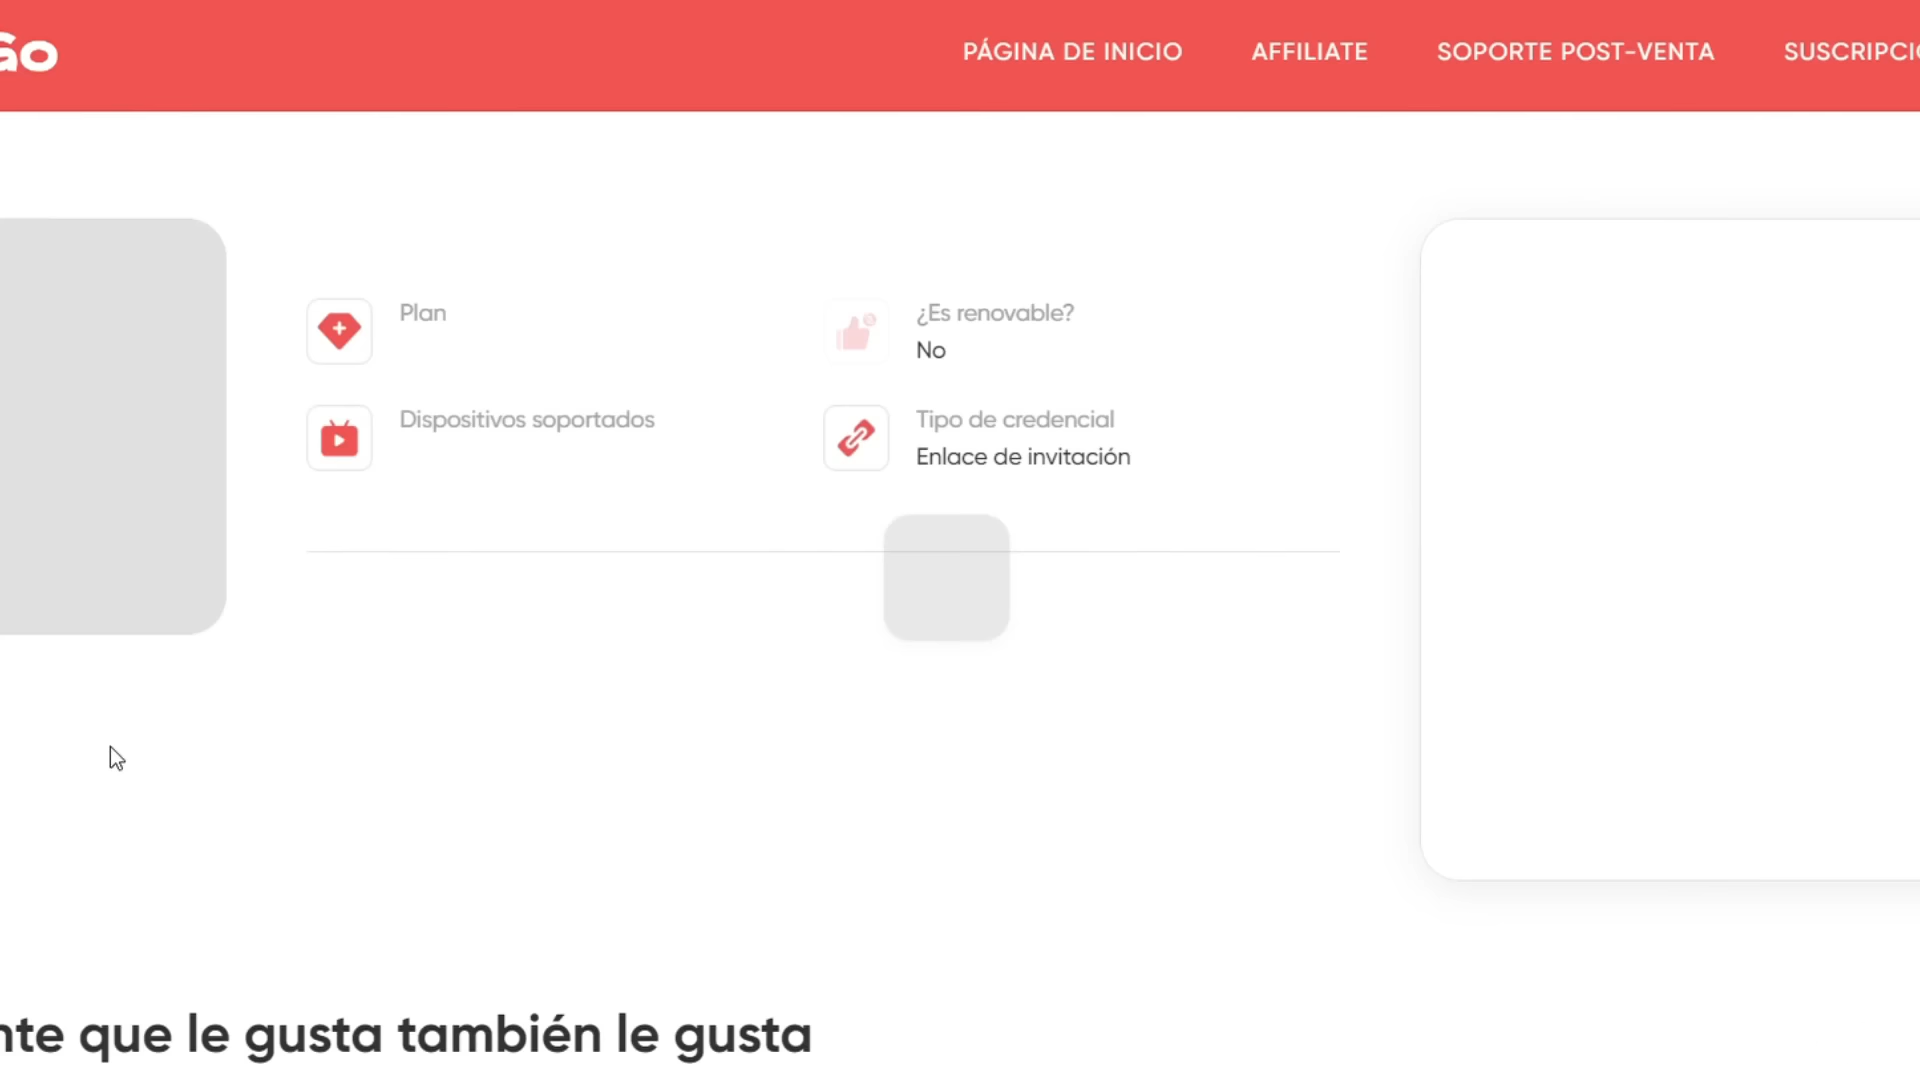 Go
PÁGINA DE INICIO
AFFILIATE
SOPORTE POST-VENTA
Plan
¿Es renovable?
No
Dispositivos soportados
Tipo de credencial
Enlace de invitación
que le gusta también le gusta